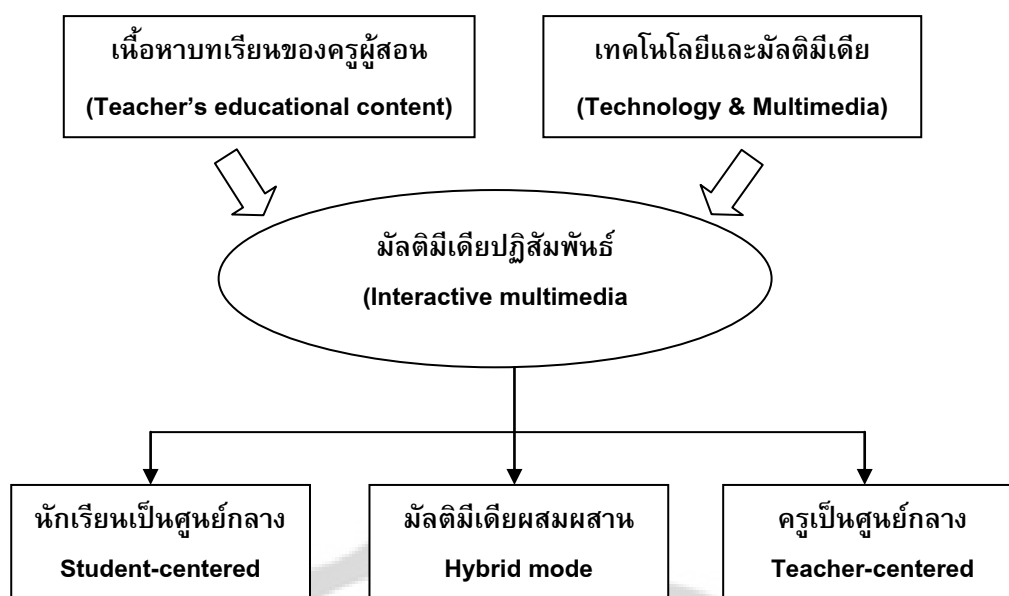 เนื้อหาบทเรียนของครูผู้สอน
(Teacher’s educational content)
เทคโนโลยีและมัลติมีเดีย
(Technology & Multimedia)
มัลติมีเดียปฏิสัมพันธ์
(Interactive multimedia
นักเรียนเป็นศูนย์กลาง
Student-centered
มัลติมีเดียผสมผสาน
Hybrid mode
ครูเป็นศูนย์กลาง
Teacher-centered